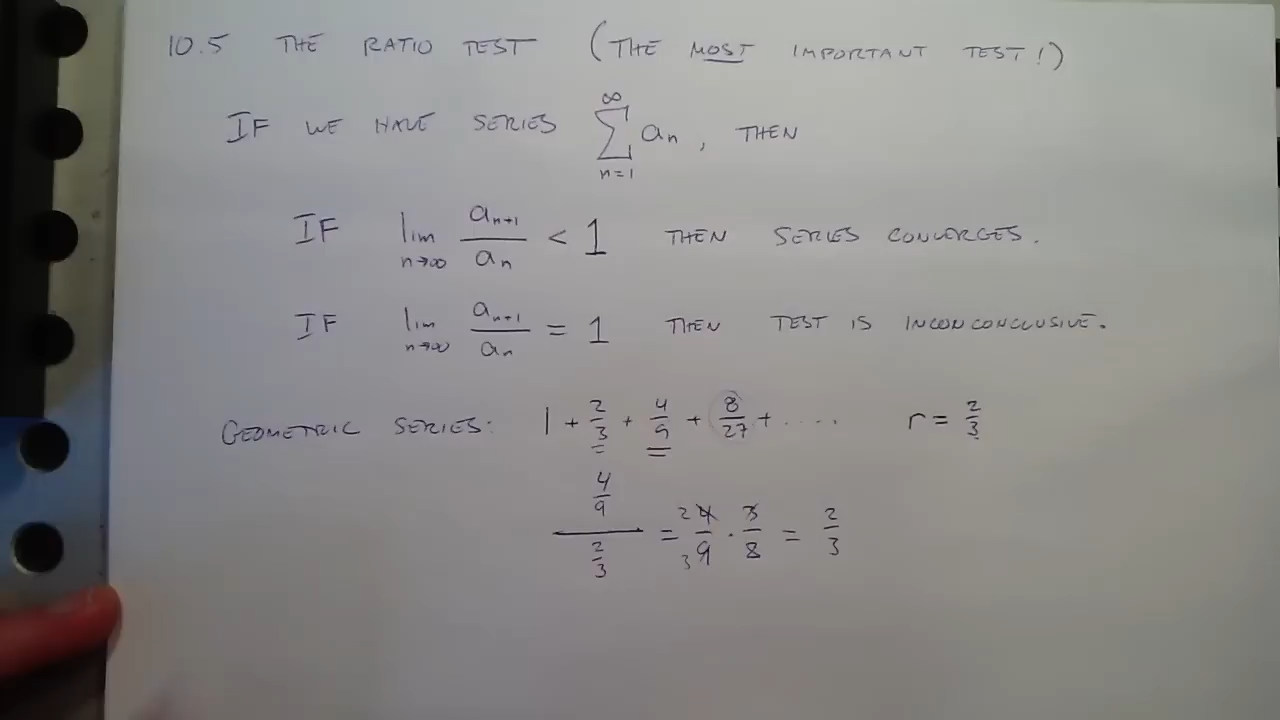 10.5 THE RATIO TEST (THE MOST IMPORTANT TEST!)
IF WE HAVE SERIES ∑_{n=1}^{∞} a_n, THEN
IF lim_{n→∞} a_{n+1}/a_n < 1 THEN SERIES CONVERGES.
IF lim_{n→∞} a_{n+1}/a_n = 1 THEN TEST IS INCONCONCLUSIVE.
GEOMETRIC SERIES: 1 + 2/3 + 4/9 + 8/27 + .... r = 2/3
(4/9)/(2/3) = 2 4/9 3 · 3/8 = 2/3